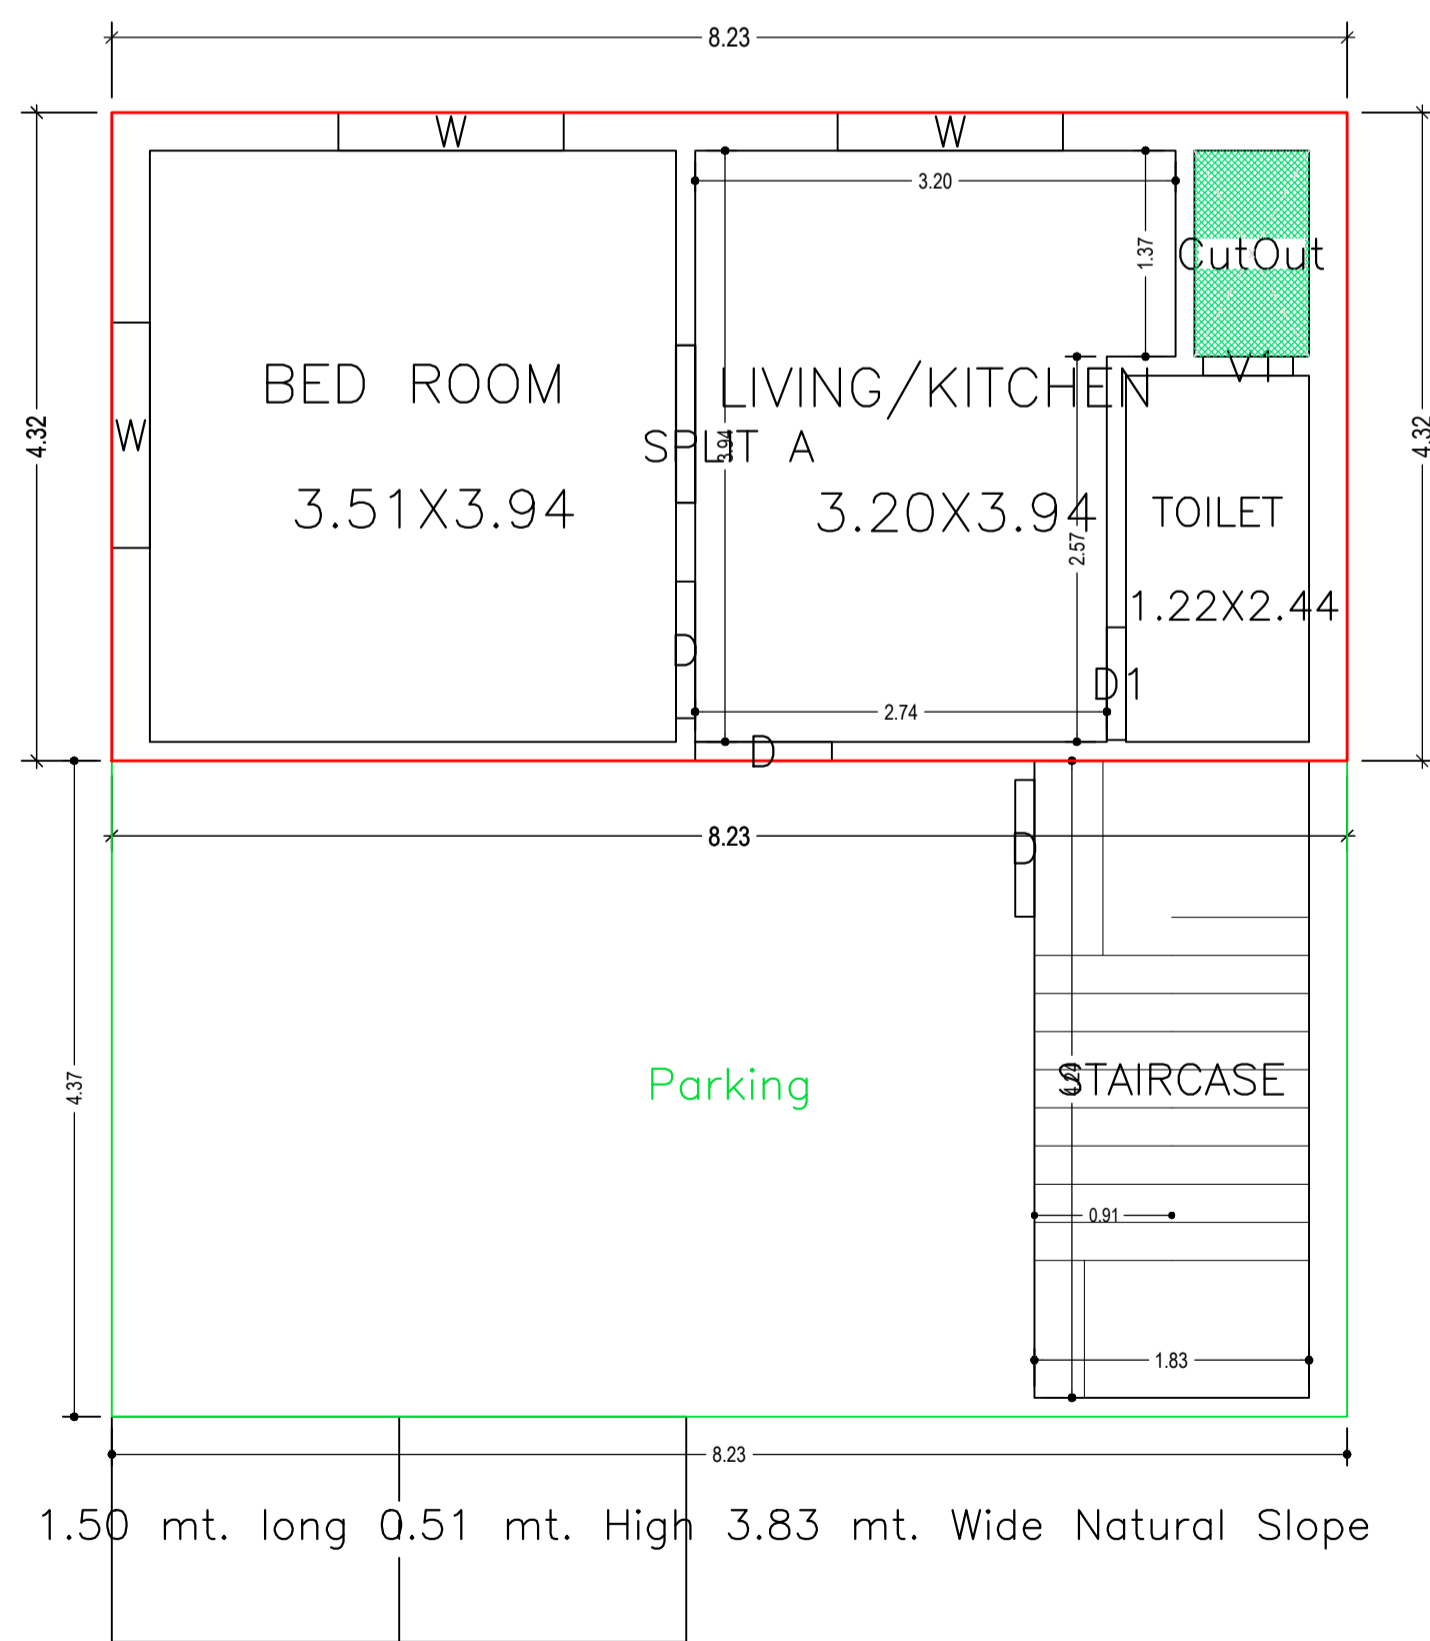 8.23
W
W
3.20
1.37
CutOut
V1
BED ROOM
LIVING/KITCHEN
4.32
W
SPLIT A
3.94
4.32
3.51X3.94
3.20X3.94
TOILET
2.57
1.22X2.44
D
D1
2.74
D
8.23
D
4.37
Parking
4.24
STAIRCASE
0.91
1.83
8.23
1.50 mt. long 0.51 mt. High 3.83 mt. Wide Natural Slope